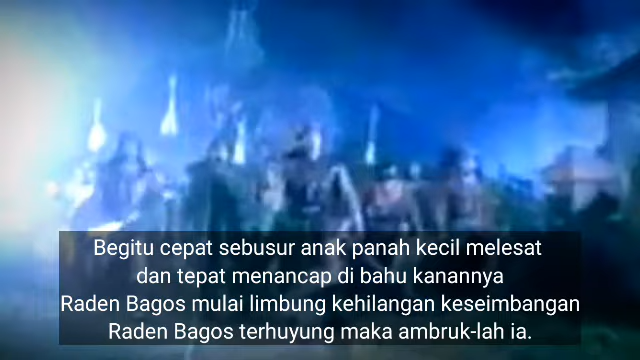 Begitu cepat sebusur anak panah kecil melesat
dan tepat menancap di bahu kanannya
Raden Bagos mulai limbung kehilangan keseimbangan
Raden Bagos terhuyung maka ambruk-lah ia.